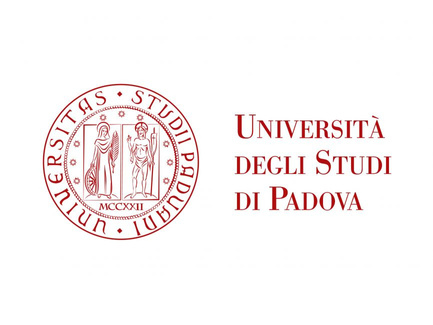 UNIVERSITAS · STUDII PADUANI ·
MCCXXII
UNIVERSITÀ
DEGLI STUDI
DI PADOVA